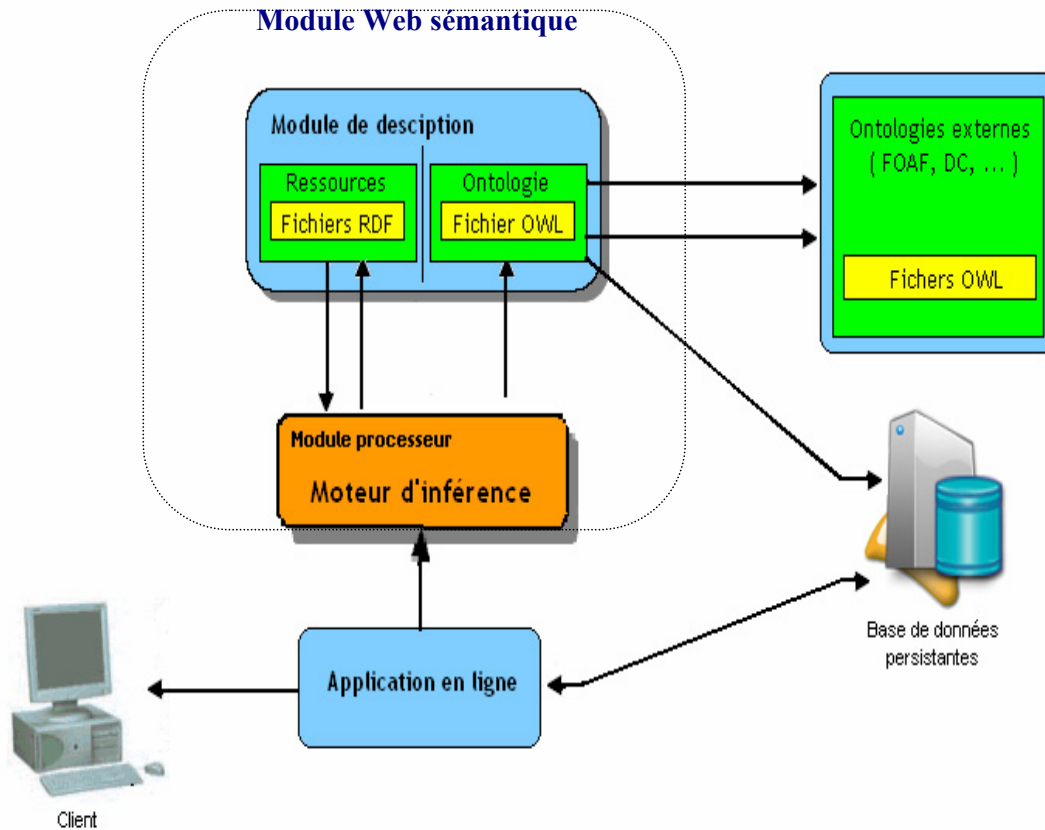 Module Web sémantique
Module de desciption
Ressources
Fichiers RDF
Ontologie
Fichier OWL
Ontologies externes
( FOAF, DC, ... )
Fichers OWL
Module processeur
Moteur d'inférence
Application en ligne
Base de données
persistantes
Client